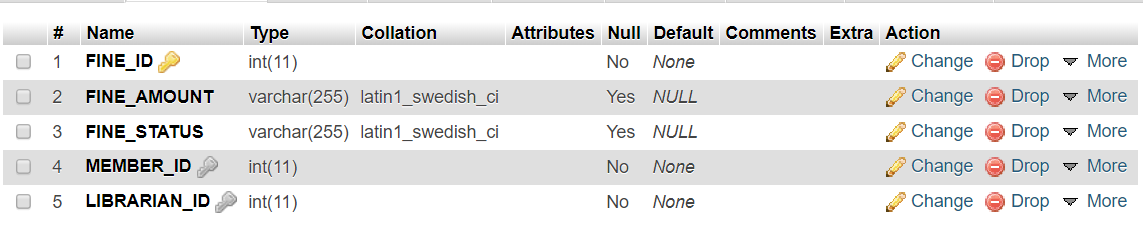 # Name Type Collation Attributes Null Default Comments Extra Action
1 FINE_ID int(11) No None Change Drop More
2 FINE_AMOUNT varchar(255) latin1_swedish_ci Yes NULL Change Drop More
3 FINE_STATUS varchar(255) latin1_swedish_ci Yes NULL Change Drop More
4 MEMBER_ID int(11) No None Change Drop More
5 LIBRARIAN_ID int(11) No None Change Drop More